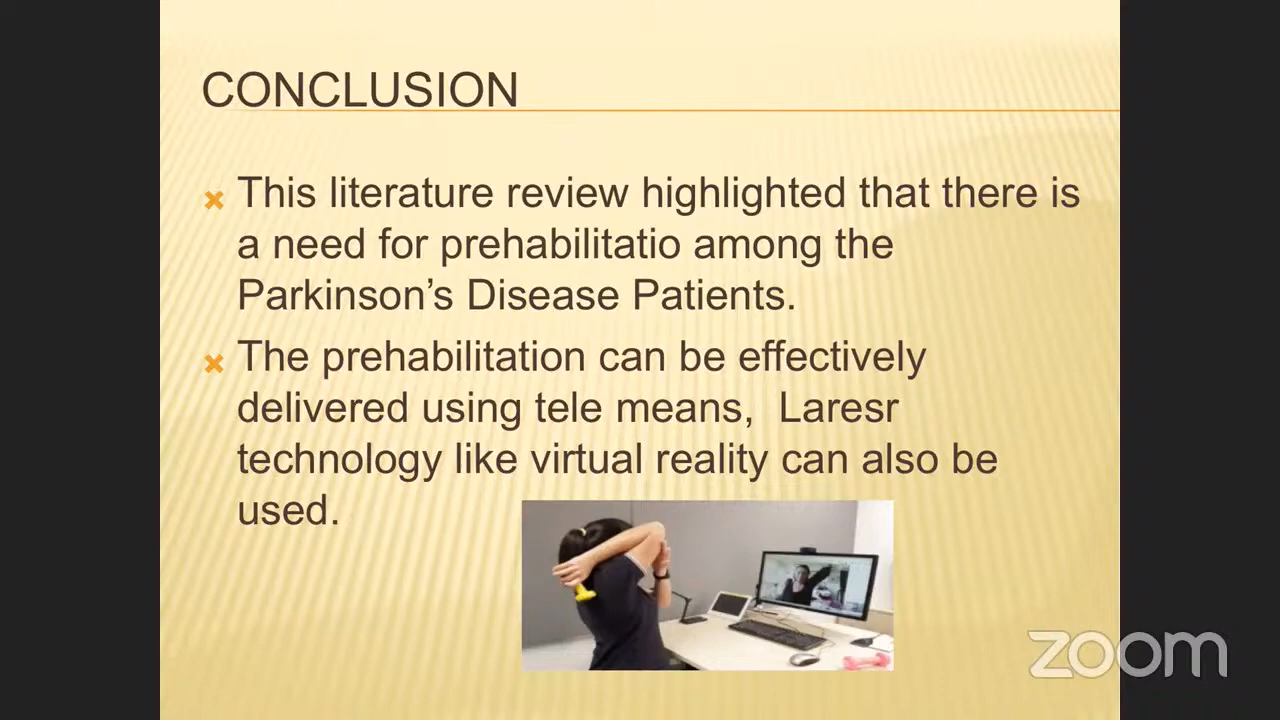 CONCLUSION
This literature review highlighted that there is
a need for prehabilitatio among the
Parkinson’s Disease Patients.
The prehabilitation can be effectively
delivered using tele means,  Laresr
technology like virtual reality can also be
used.
zoom